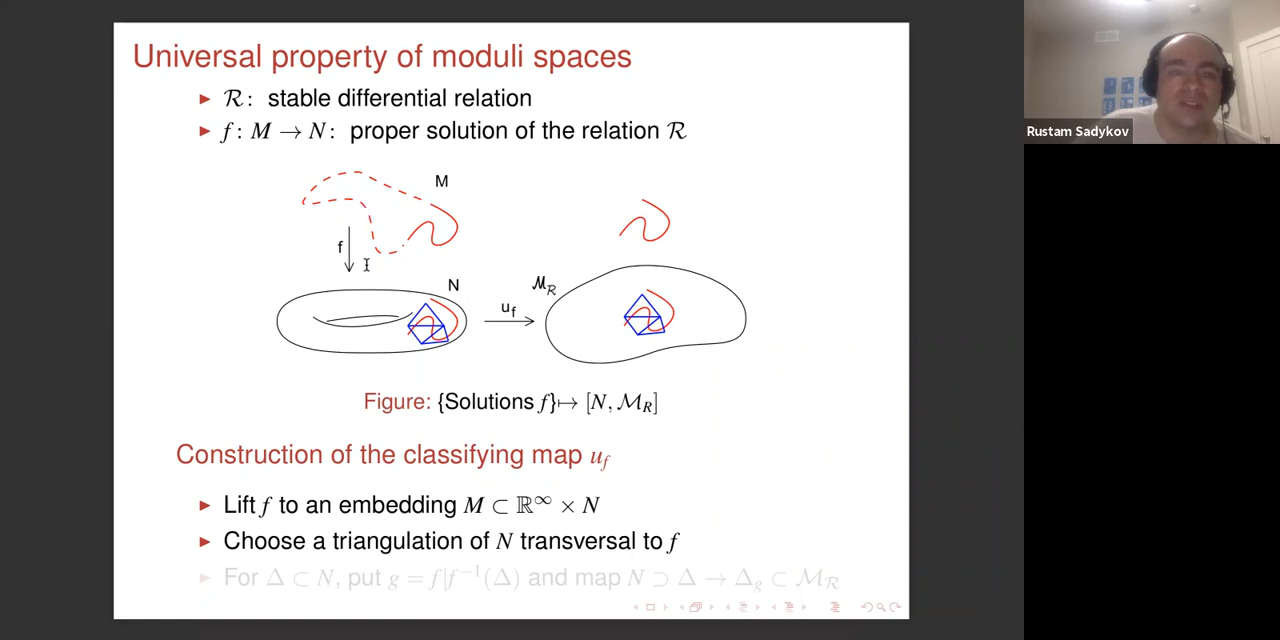 Universal property of moduli spaces
ℛ: stable differential relation
f: M → N: proper solution of the relation ℛ
M
f
N
u_f
ℳ_ℛ
Figure: {Solutions f} ↦ [N, ℳ_R]
Construction of the classifying map u_f
Lift f to an embedding M ⊂ ℝ^∞ × N
Choose a triangulation of N transversal to f
For Δ ⊂ N, put g = f|f⁻¹(Δ) and map N ⊃ Δ → Δ_g ⊂ ℳ_ℛ
Rustam Sadykov